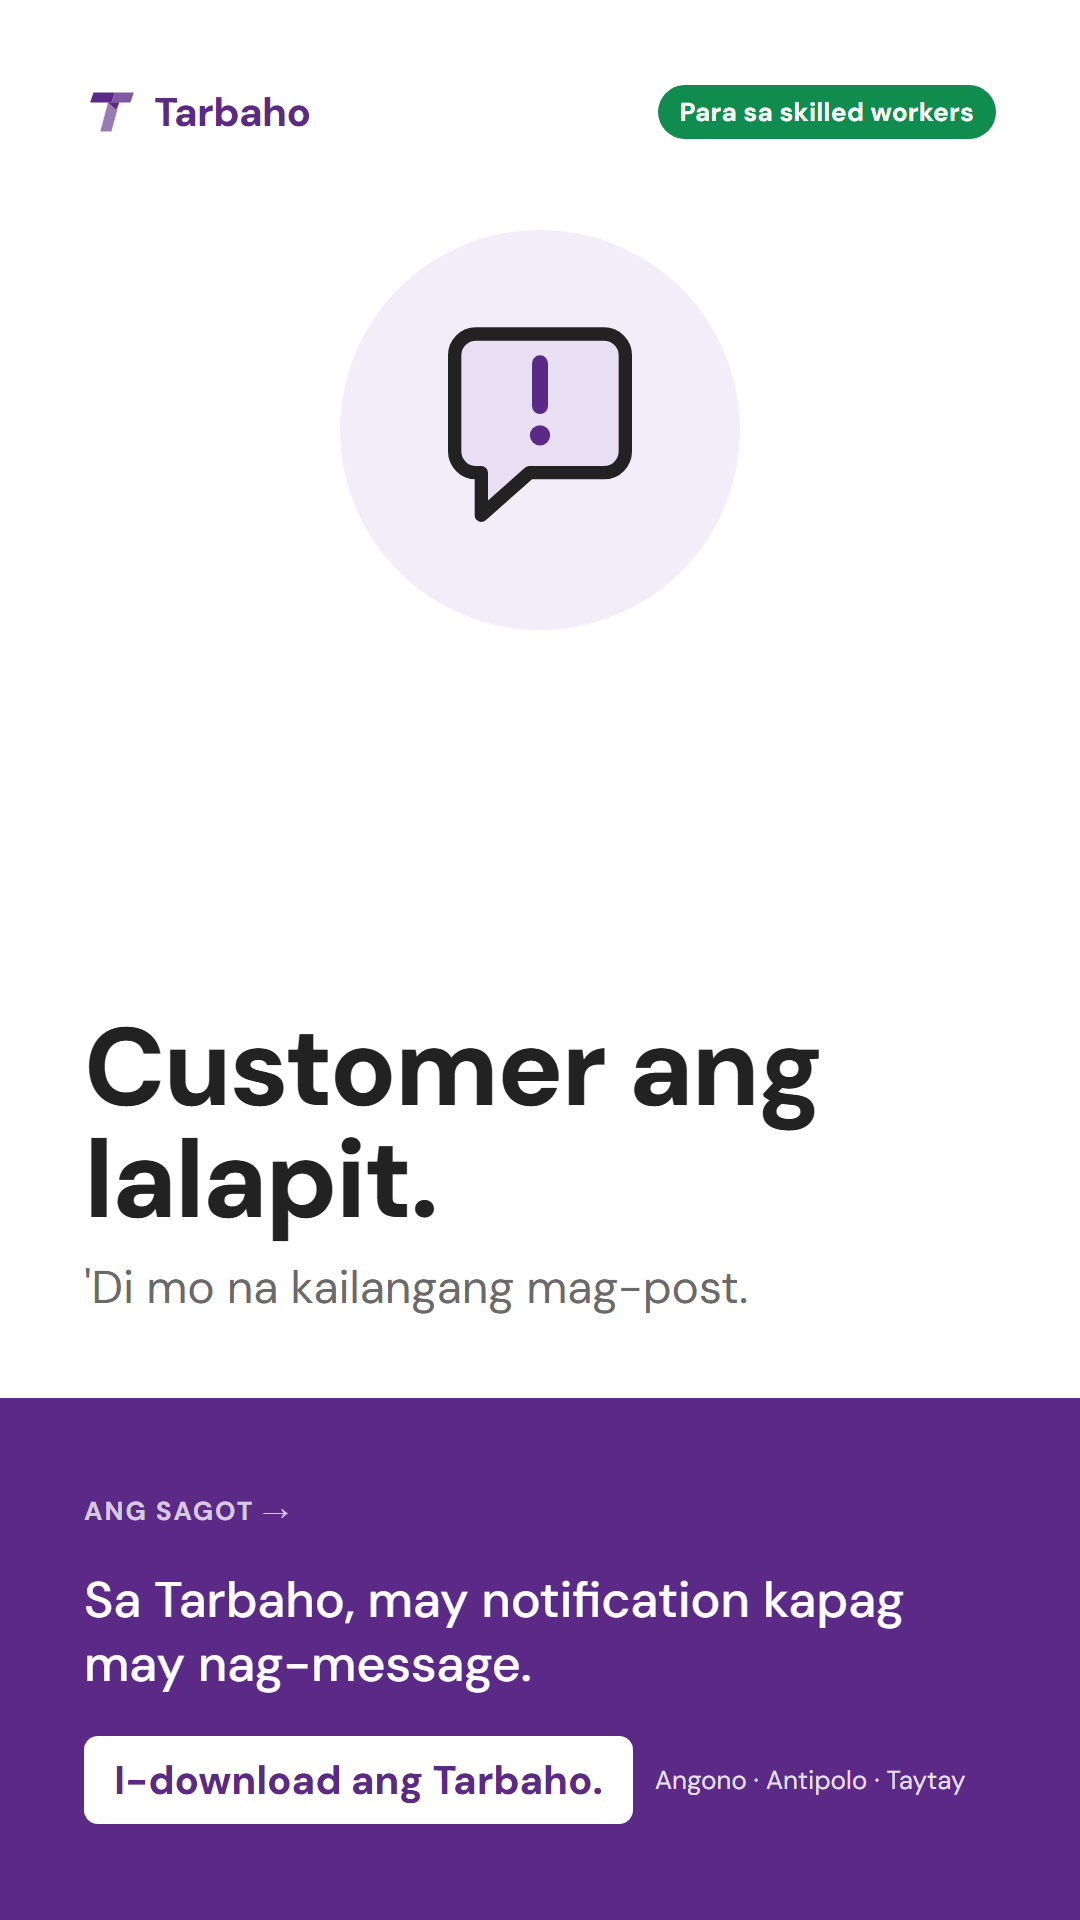 Tarbaho
Para sa skilled workers
Customer ang
lalapit.
'Di mo na kailangang mag-post.
ANG SAGOT →
Sa Tarbaho, may notification kapag
may nag-message.
I-download ang Tarbaho.
Angono · Antipolo · Taytay